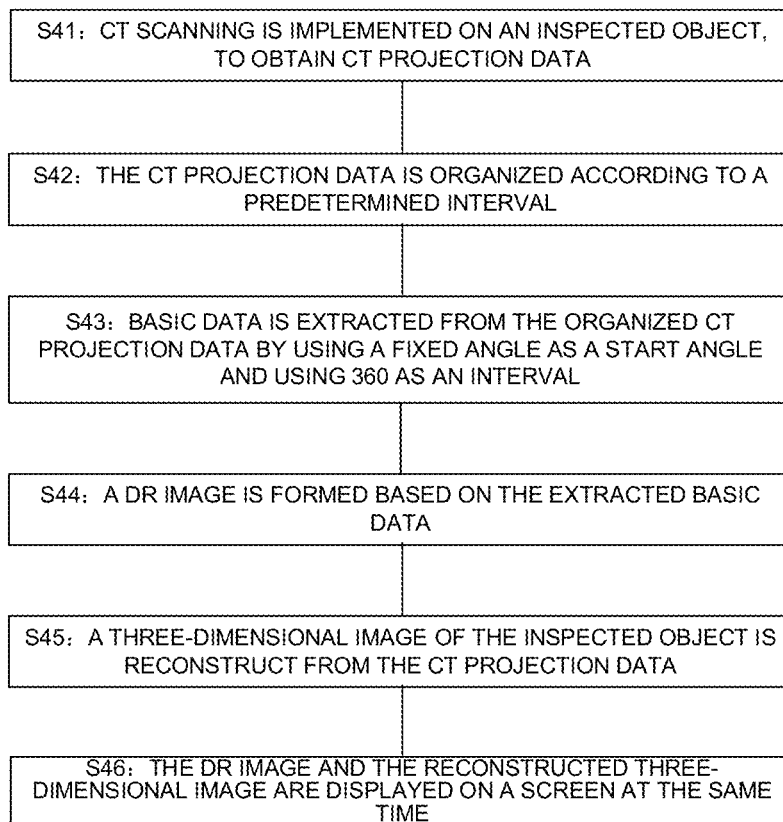 S41: CT SCANNING IS IMPLEMENTED ON AN INSPECTED OBJECT,
TO OBTAIN CT PROJECTION DATA
S42: THE CT PROJECTION DATA IS ORGANIZED ACCORDING TO A
PREDETERMINED INTERVAL
S43: BASIC DATA IS EXTRACTED FROM THE ORGANIZED CT
PROJECTION DATA BY USING A FIXED ANGLE AS A START ANGLE
AND USING 360 AS AN INTERVAL
S44: A DR IMAGE IS FORMED BASED ON THE EXTRACTED BASIC
DATA
S45: A THREE-DIMENSIONAL IMAGE OF THE INSPECTED OBJECT IS
RECONSTRUCT FROM THE CT PROJECTION DATA
S46: THE DR IMAGE AND THE RECONSTRUCTED THREE-
DIMENSIONAL IMAGE ARE DISPLAYED ON A SCREEN AT THE SAME
TIME